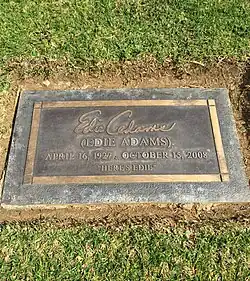 Edie Adams
(EDIE ADAMS)
APRIL 16, 1927 - OCTOBER 15, 2008
"HERE'S EDIE"